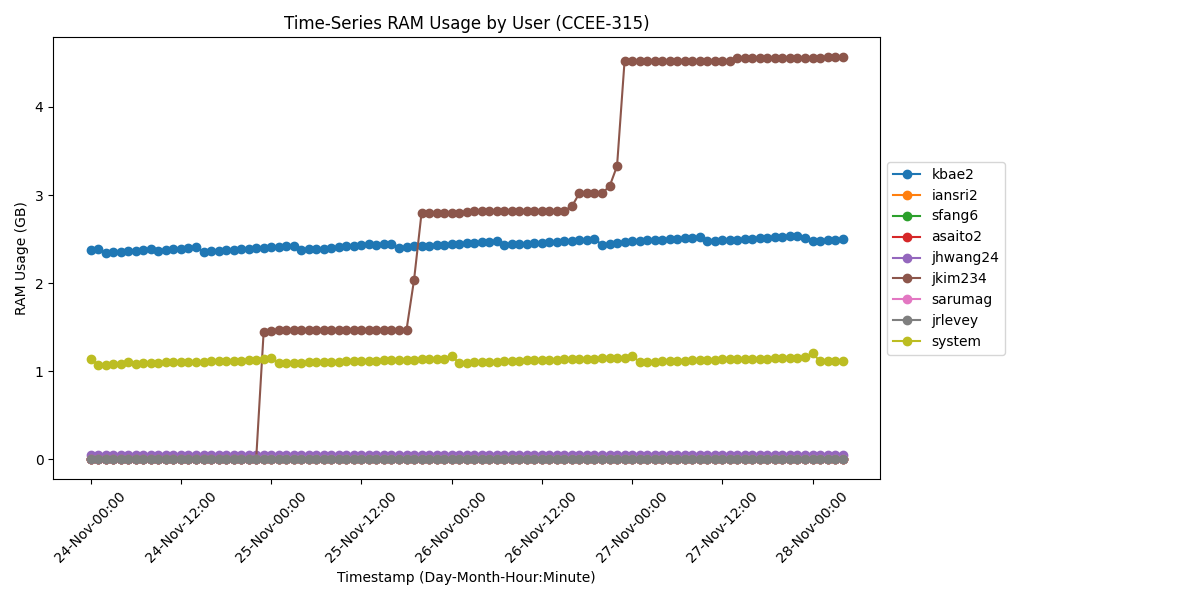 Time-Series RAM Usage by User (CCEE-315)
RAM Usage (GB)
4
3
2
1
0
24-Nov-00:00
24-Nov-12:00
25-Nov-00:00
25-Nov-12:00
26-Nov-00:00
26-Nov-12:00
27-Nov-00:00
27-Nov-12:00
28-Nov-00:00
Timestamp (Day-Month-Hour:Minute)
kbae2
iansri2
sfang6
asaito2
jhwang24
jkim234
sarumag
jrlevey
system